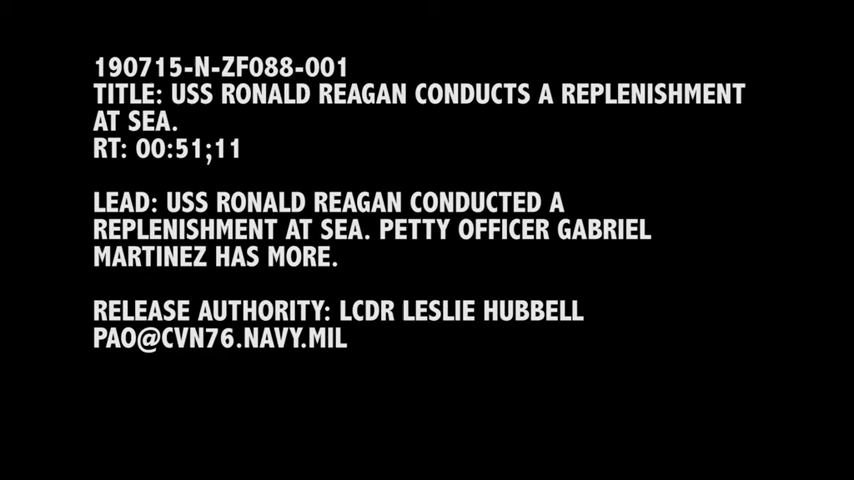 190715-N-ZF088-001
TITLE: USS RONALD REAGAN CONDUCTS A REPLENISHMENT
AT SEA.
RT: 00:51;11
LEAD: USS RONALD REAGAN CONDUCTED A
REPLENISHMENT AT SEA. PETTY OFFICER GABRIEL
MARTINEZ HAS MORE.
RELEASE AUTHORITY: LCDR LESLIE HUBBELL
PAO@CVN76.NAVY.MIL